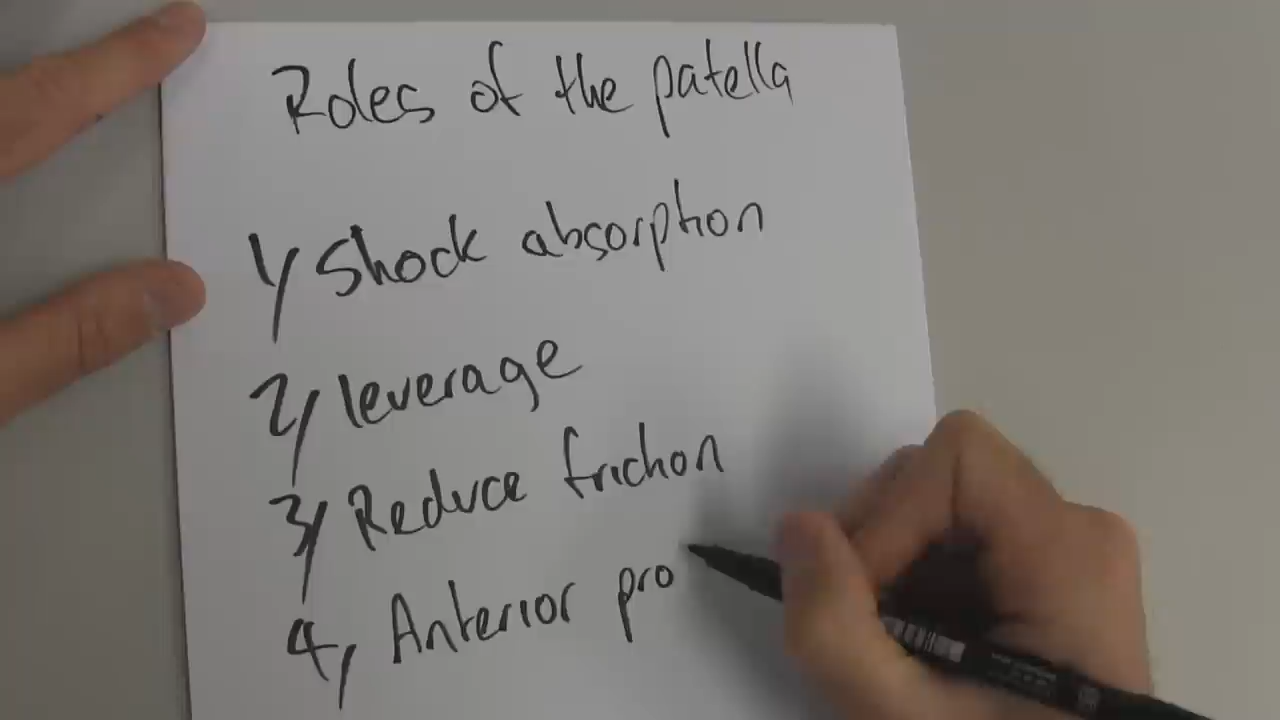 Roles of the patella
1/ Shock absorption
2/ leverage
3/ Reduce friction
4, Anterior pro